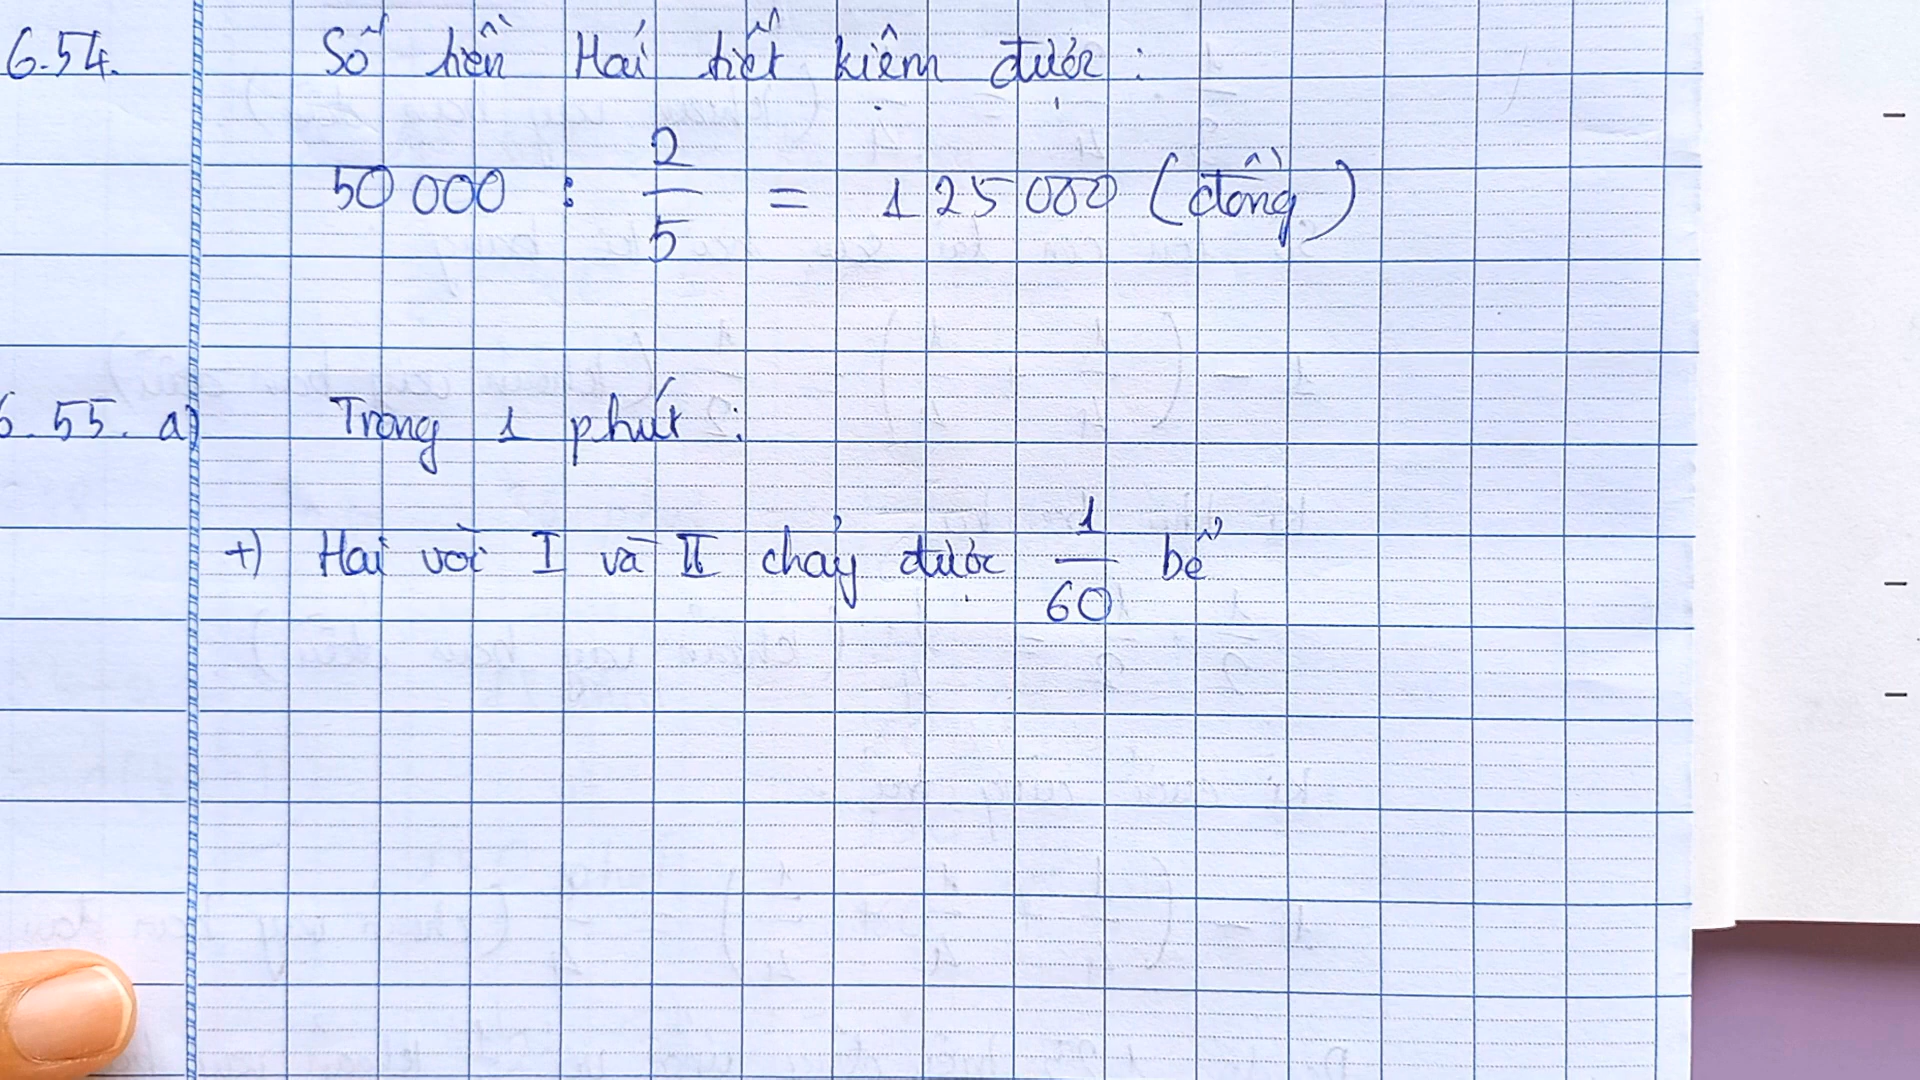 6.54. Số tiền Hai tiết kiệm được :
50 000 : 2/5 = 125 000 (đồng)
6.55. a) Trong 1 phút :
+) Hai vòi I và II chảy được 1/60 bể